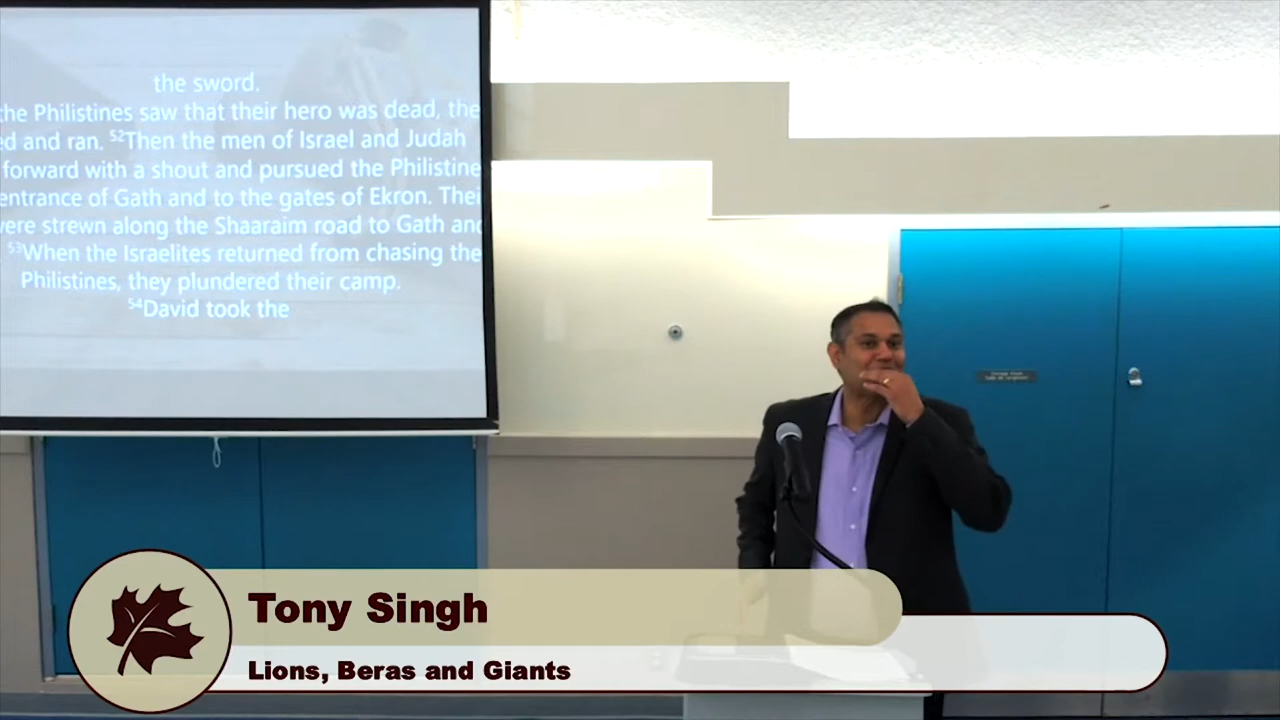 the sword.
the Philistines saw that their hero was dead, the
ed and ran. 52Then the men of Israel and Judah
forward with a shout and pursued the Philistine
entrance of Gath and to the gates of Ekron. Thei
were strewn along the Shaaraim road to Gath and
53When the Israelites returned from chasing the
Philistines, they plundered their camp.
54David took the
Tony Singh
Lions, Beras and Giants